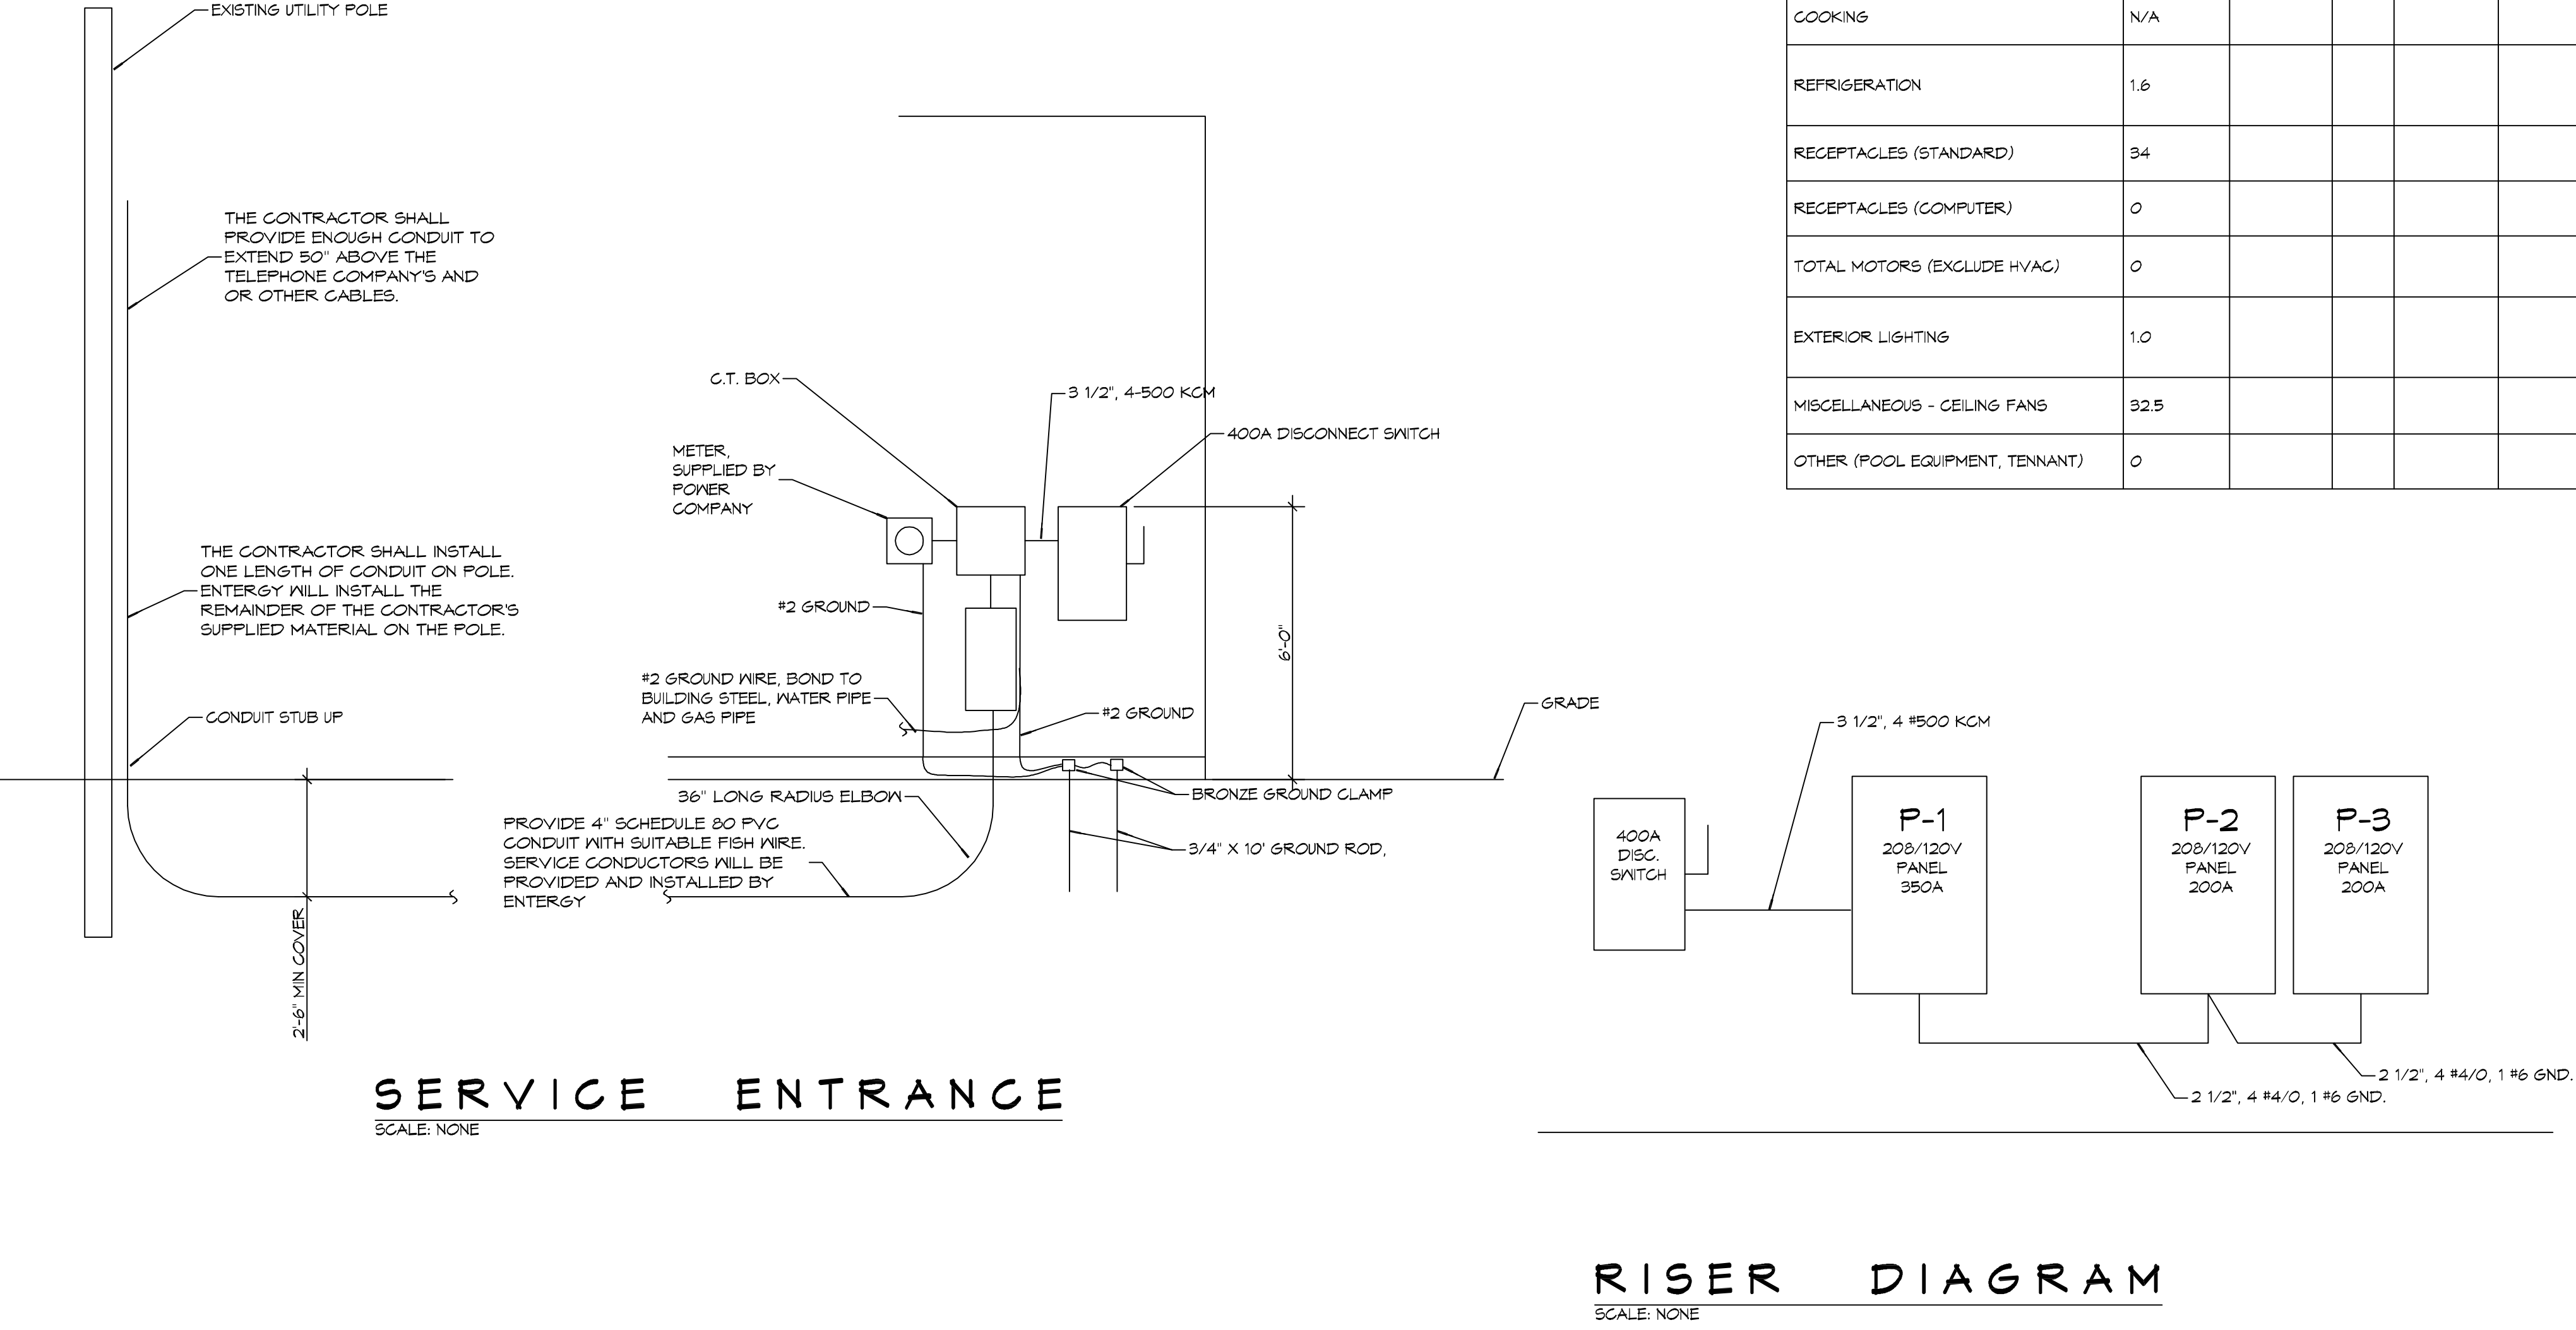 EXISTING UTILITY POLE
THE CONTRACTOR SHALL
PROVIDE ENOUGH CONDUIT TO
EXTEND 50" ABOVE THE
TELEPHONE COMPANY'S AND
OR OTHER CABLES.
THE CONTRACTOR SHALL INSTALL
ONE LENGTH OF CONDUIT ON POLE.
ENTERGY WILL INSTALL THE
REMAINDER OF THE CONTRACTOR'S
SUPPLIED MATERIAL ON THE POLE.
CONDUIT STUB UP
2'-6" MIN COVER
C.T. BOX
3 1/2", 4-500 KCM
400A DISCONNECT SWITCH
METER,
SUPPLIED BY
POWER
COMPANY
#2 GROUND
#2 GROUND WIRE, BOND TO
BUILDING STEEL, WATER PIPE
AND GAS PIPE
#2 GROUND
6'-0"
GRADE
36" LONG RADIUS ELBOW
BRONZE GROUND CLAMP
PROVIDE 4" SCHEDULE 80 PVC
CONDUIT WITH SUITABLE FISH WIRE.
SERVICE CONDUCTORS WILL BE
PROVIDED AND INSTALLED BY
ENTERGY
3/4" X 10' GROUND ROD,
SERVICE ENTRANCE
SCALE: NONE
COOKING N/A
REFRIGERATION 1.6
RECEPTACLES (STANDARD) 34
RECEPTACLES (COMPUTER) 0
TOTAL MOTORS (EXCLUDE HVAC) 0
EXTERIOR LIGHTING 1.0
MISCELLANEOUS - CEILING FANS 32.5
OTHER (POOL EQUIPMENT, TENNANT) 0
3 1/2", 4 #500 KCM
400A
DISC.
SWITCH
P-1
208/120V
PANEL
350A
P-2
208/120V
PANEL
200A
P-3
208/120V
PANEL
200A
2 1/2", 4 #4/0, 1 #6 GND.
2 1/2", 4 #4/0, 1 #6 GND.
RISER DIAGRAM
SCALE: NONE